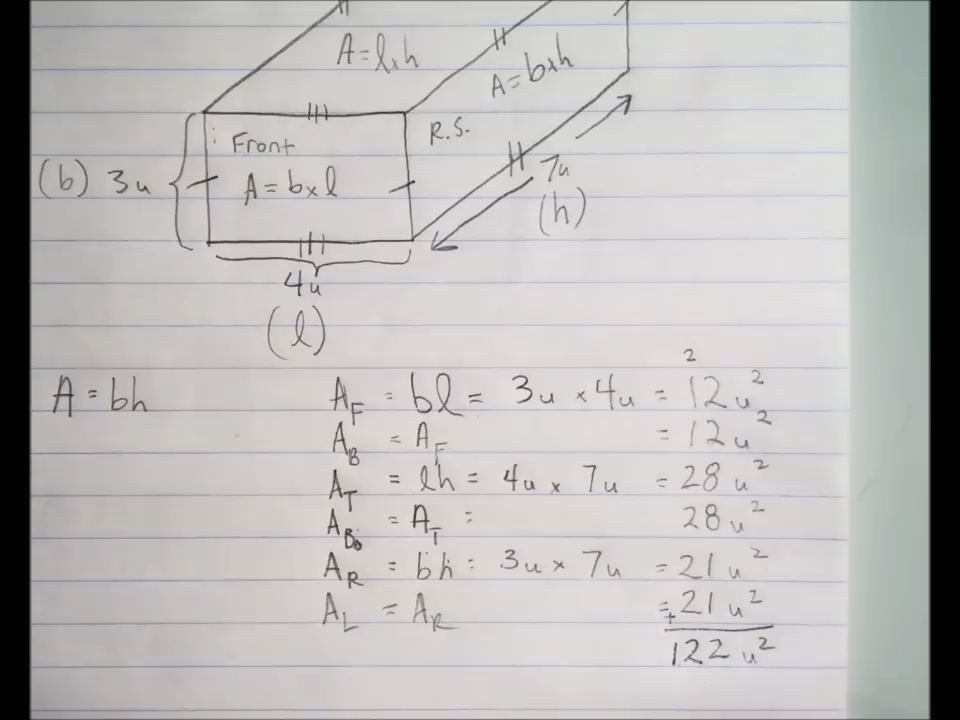 A = l x h
A = b x h
Front
R.S.
(b) 3u
A = b x l
7u
(h)
4u
(l)
2
A = bh
A_F = bl = 3u x 4u = 12u²
A_B = A_F = 12u²
A_T = lh = 4u x 7u = 28u²
A_Bo = A_T = 28u²
A_R = bh = 3u x 7u = 21u²
A_L = A_R = +21u²
122u²